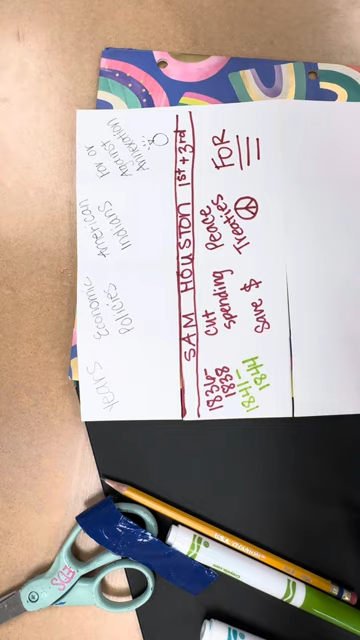 Years
Economic
Policies
American
Indians
For or
Against
Annexation
SAM HOUSTON 1st + 3rd
1836-
1838
1841-
1844
Cut
spending
Save $
Peace
Treaties
FOR